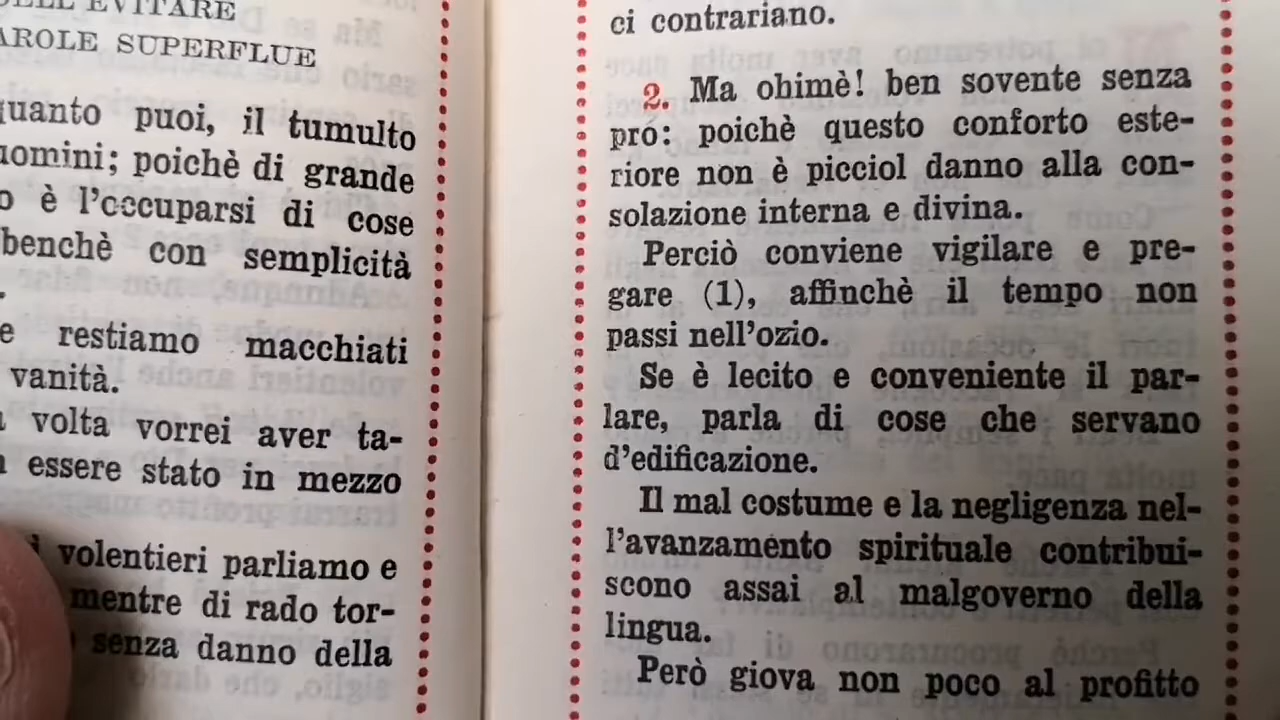 DELL'EVITARE
PAROLE SUPERFLUE
quanto puoi, il tumulto
uomini; poichè di grande
è l'occuparsi di cose
benchè con semplicità
restiamo macchiati
vanità.
volta vorrei aver ta-
essere stato in mezzo
volentieri parliamo e
mentre di rado tor-
senza danno della
ci contrariano.
2. Ma ohimè! ben sovente senza
pró: poichè questo conforto este-
riore non è picciol danno alla con-
solazione interna e divina.
Perciò conviene vigilare e pre-
gare (1), affinchè il tempo non
passi nell'ozio.
Se è lecito e conveniente il par-
lare, parla di cose che servano
d'edificazione.
Il mal costume e la negligenza nel-
l'avanzamento spirituale contribui-
scono assai al malgoverno della
lingua.
Però giova non poco al profitto